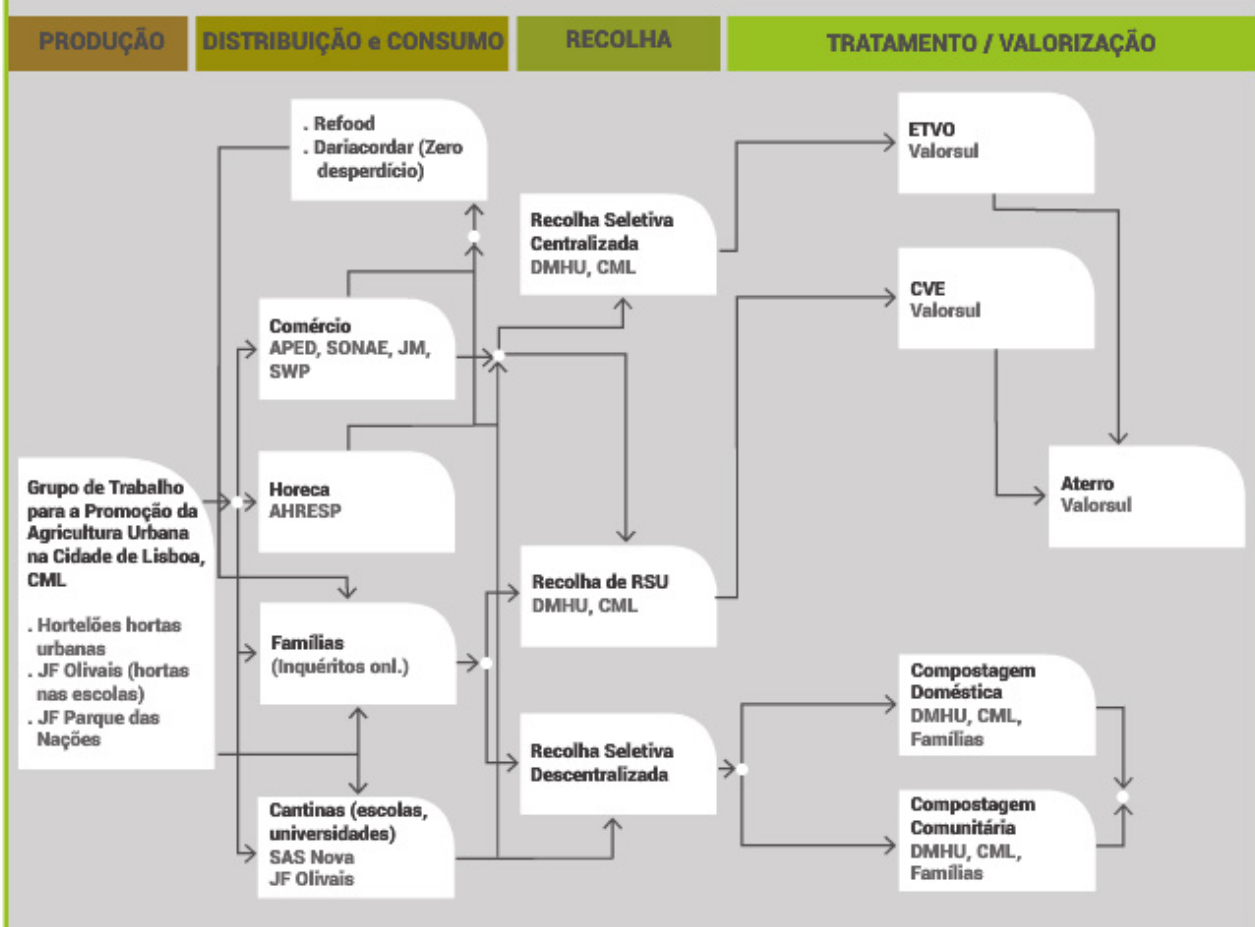 PRODUÇÃO
DISTRIBUIÇÃO e CONSUMO
RECOLHA
TRATAMENTO / VALORIZAÇÃO
. Refood
. Dariacordar (Zero
desperdício)
Comércio
APED, SONAE, JM,
SWP
Horeca
AHRESP
Grupo de Trabalho
para a Promoção da
Agricultura Urbana
na Cidade de Lisboa,
CML
. Hortelões hortas
urbanas
. JF Olivais (hortas
nas escolas)
. JF Parque das
Nações
Famílias
(Inquéritos onl.)
Cantinas (escolas,
universidades)
SAS Nova
JF Olivais
Recolha Seletiva
Centralizada
DMHU, CML
Recolha de RSU
DMHU, CML
Recolha Seletiva
Descentralizada
ETVO
Valorsul
CVE
Valorsul
Aterro
Valorsul
Compostagem
Doméstica
DMHU, CML,
Famílias
Compostagem
Comunitária
DMHU, CML,
Famílias